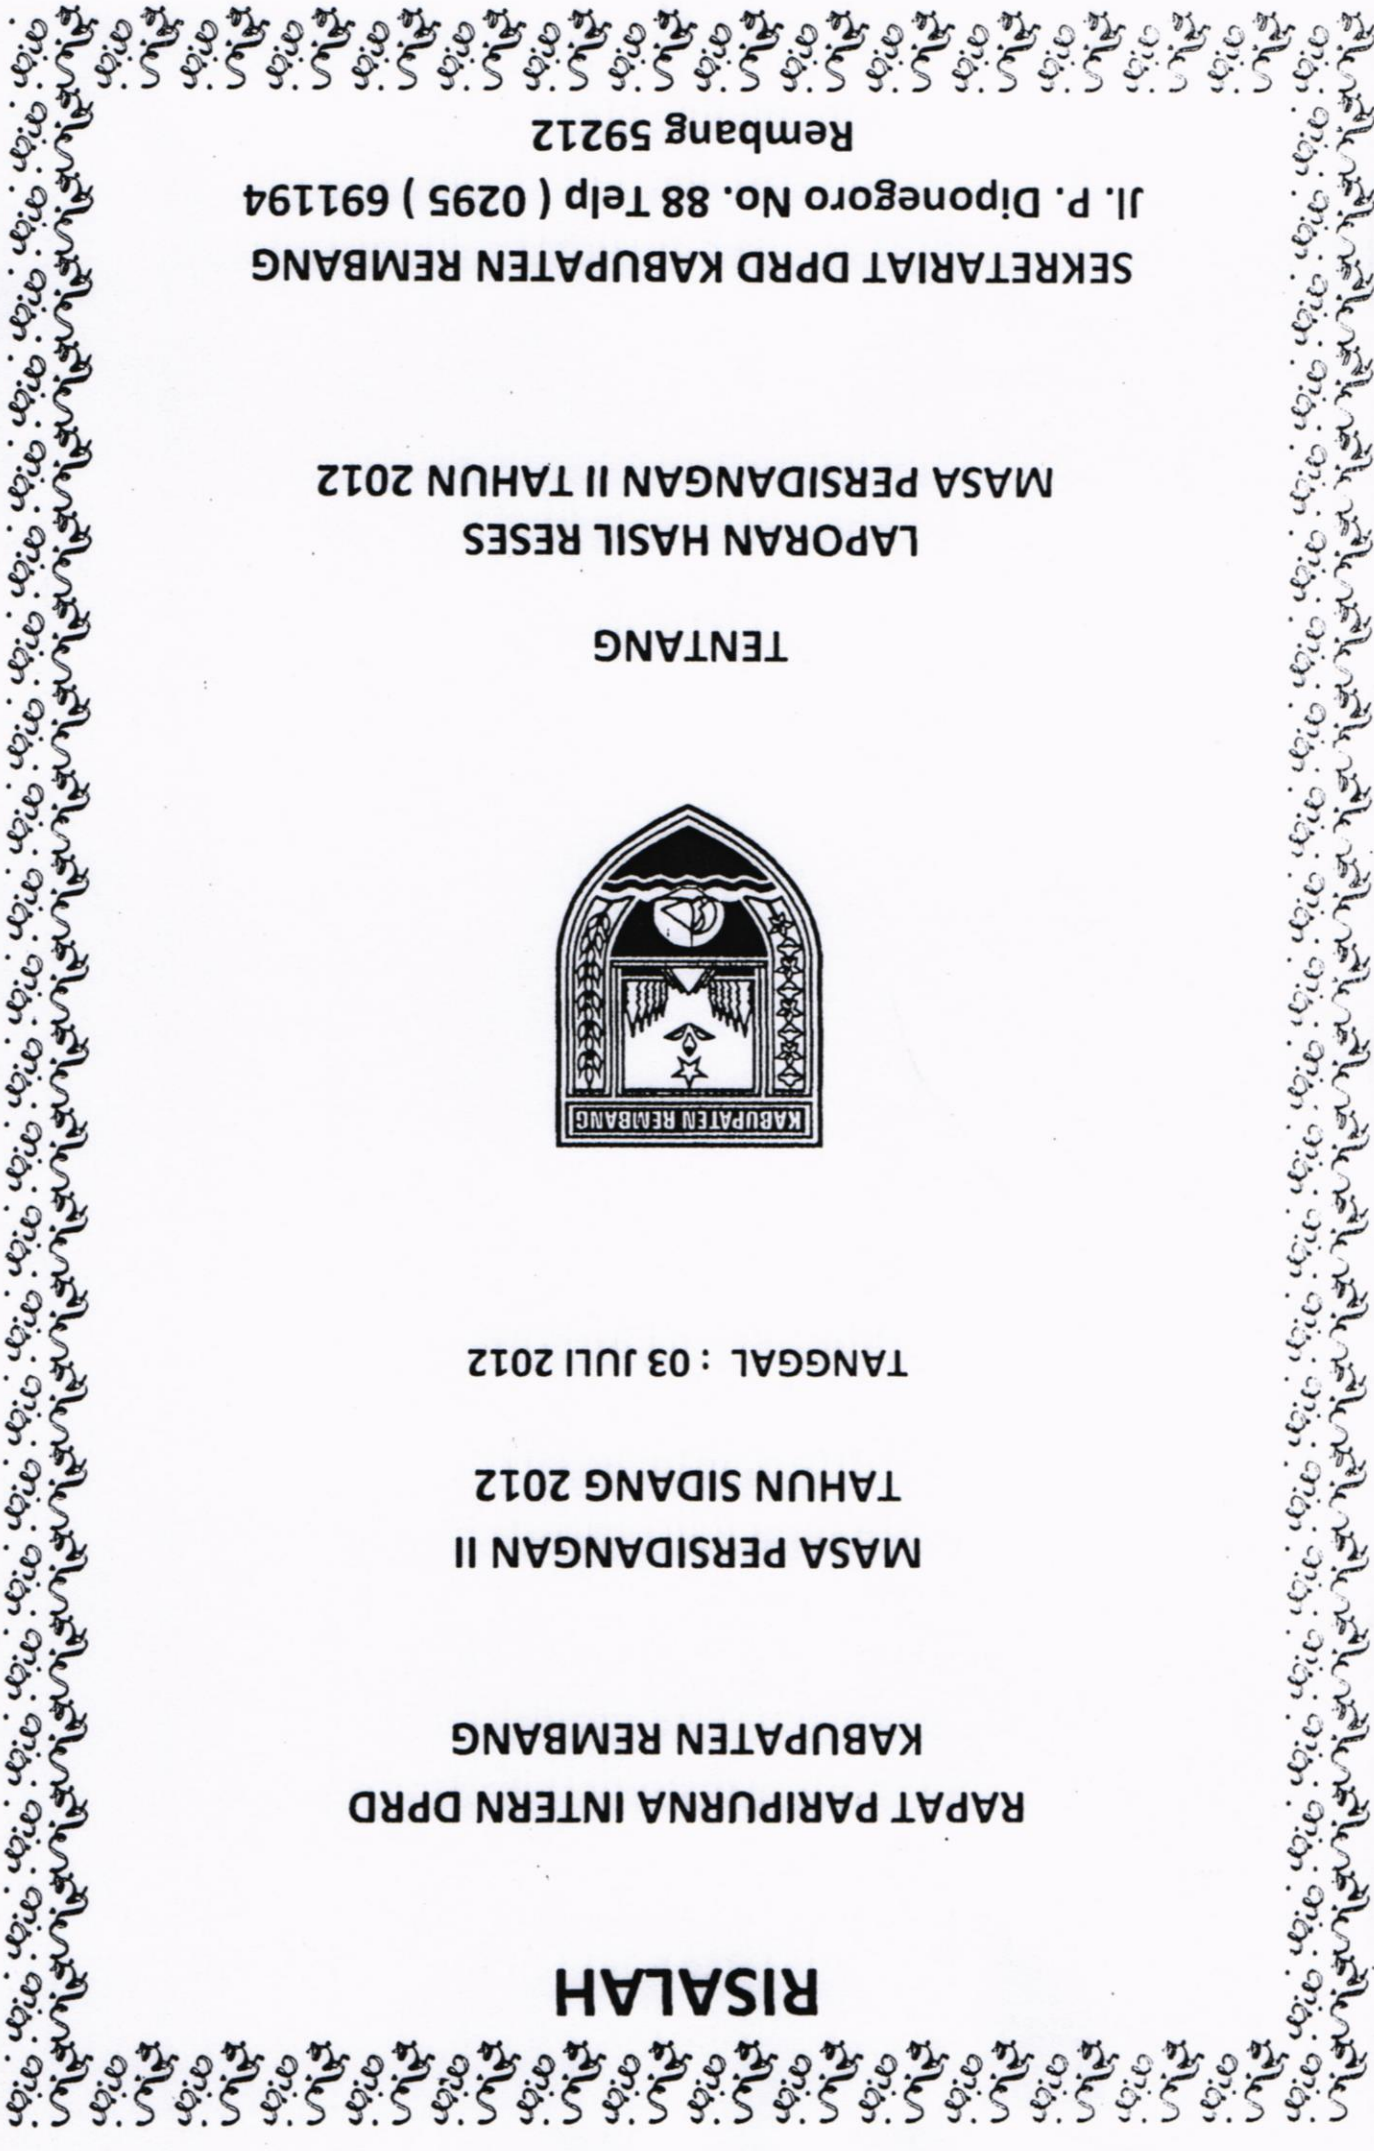 RISALAH
RAPAT PARIPURNA INTERN DPRD
KABUPATEN REMBANG
MASA PERSIDANGAN II
TAHUN SIDANG 2012
TANGGAL : 03 JULI 2012
KABUPATEN REMBANG
TENTANG
LAPORAN HASIL RESES
MASA PERSIDANGAN II TAHUN 2012
SEKRETARIAT DPRD KABUPATEN REMBANG
Jl. P. Diponegoro No. 88 Telp ( 0295 ) 691194
Rembang 59212